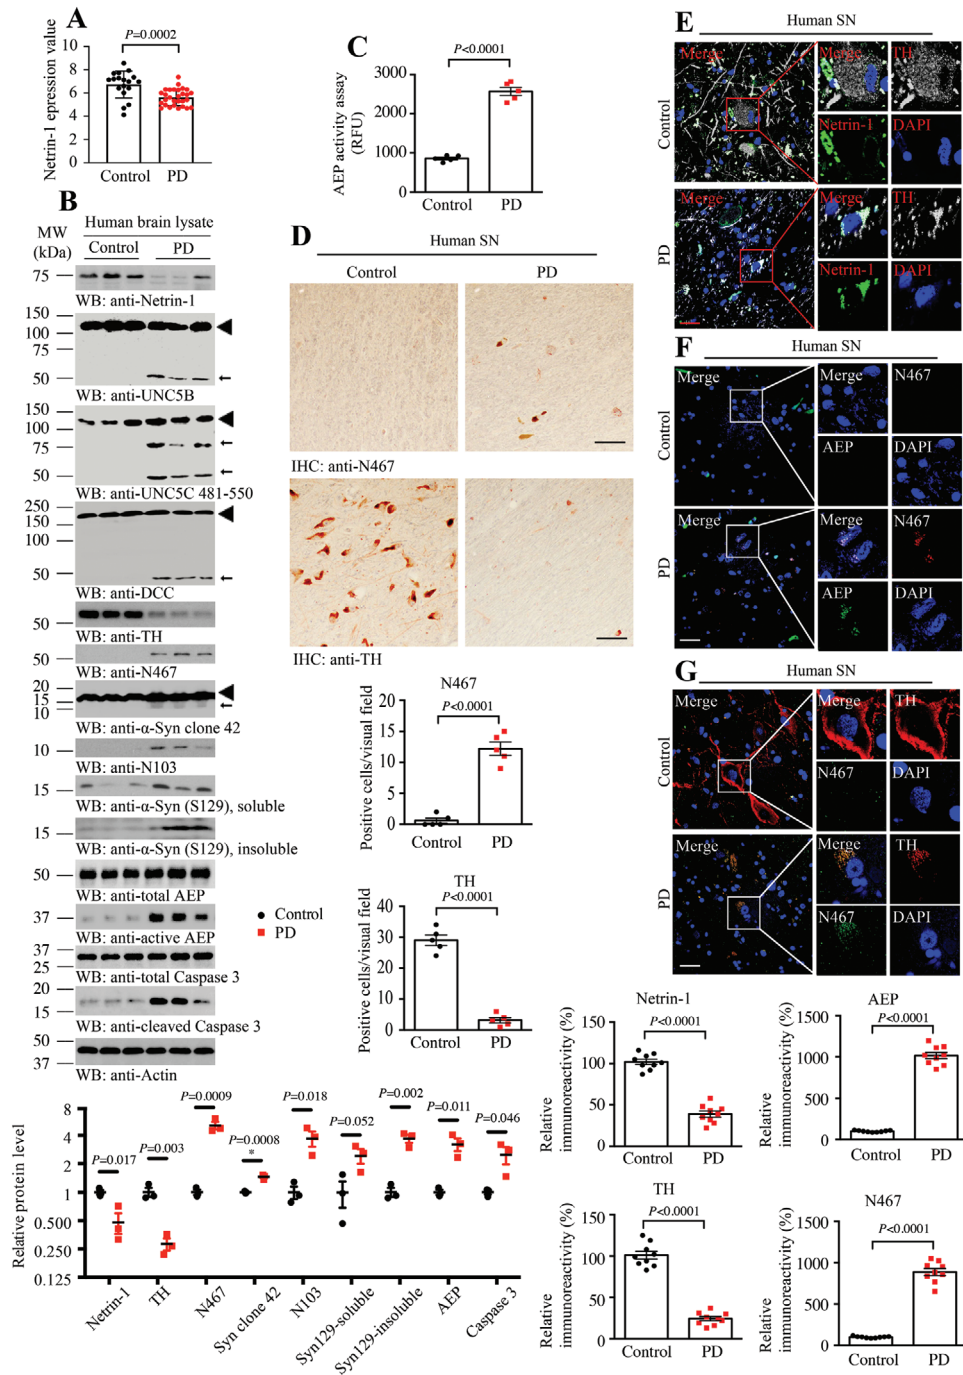 A
P=0.0002
Netrin-1 epression value
10
8
6
4
2
0
Control
PD
B
Human brain lysate
MW
(kDa)
Control
PD
75
WB: anti-Netrin-1
150
100
75
50
WB: anti-UNC5B
150
100
75
50
WB: anti-UNC5C 481-550
250
150
100
50
WB: anti-DCC
50
WB: anti-TH
50
WB: anti-N467
20
15
10
WB: anti-α-Syn clone 42
10
WB: anti-N103
15
WB: anti-α-Syn (S129), soluble
15
WB: anti-α-Syn (S129), insoluble
50
WB: anti-total AEP
37
WB: anti-active AEP
37
25
WB: anti-total Caspase 3
20
15
WB: anti-cleaved Caspase 3
50
37
WB: anti-Actin
Control
PD
Relative protein level
8
4
2
1
0.500
0.250
0.125
P=0.017
P=0.003
P=0.0009
P=0.0008
*
P=0.018
P=0.052
P=0.002
P=0.011
P=0.046
Netrin-1
TH
N467
Syn clone 42
N103
Syn129-soluble
Syn129-insoluble
AEP
Caspase 3
C
P<0.0001
AEP activity assay
(RFU)
3000
2000
1000
0
Control
PD
D
Human SN
Control
PD
IHC: anti-N467
IHC: anti-TH
N467
P<0.0001
Positive cells/visual field
20
15
10
5
0
Control
PD
TH
P<0.0001
Positive cells/visual field
40
30
20
10
0
Control
PD
E
Human SN
Control
Merge
Merge
TH
Netrin-1
DAPI
PD
Merge
Merge
TH
Netrin-1
DAPI
F
Human SN
Control
Merge
Merge
N467
AEP
DAPI
PD
Merge
Merge
N467
AEP
DAPI
G
Human SN
Control
Merge
Merge
TH
N467
DAPI
PD
Merge
Merge
TH
N467
DAPI
Netrin-1
P<0.0001
Relative
immunoreactivity (%)
150
100
50
0
Control
PD
AEP
P<0.0001
Relative
immunoreactivity (%)
1500
1000
500
0
Control
PD
TH
P<0.0001
Relative
immunoreactivity (%)
150
100
50
0
Control
PD
N467
P<0.0001
Relative
immunoreactivity (%)
1500
1000
500
0
Control
PD